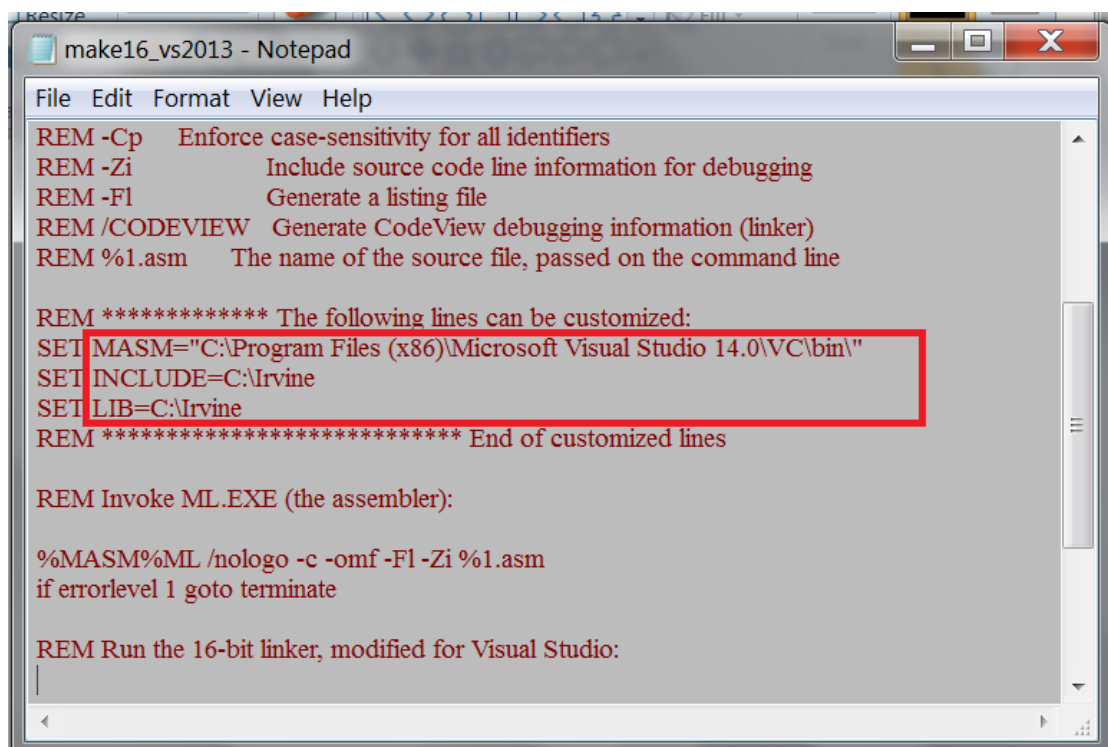 Resize
Fill
make16_vs2013 - Notepad
File Edit Format View Help
REM -Cp Enforce case-sensitivity for all identifiers
REM -Zi Include source code line information for debugging
REM -Fl Generate a listing file
REM /CODEVIEW Generate CodeView debugging information (linker)
REM %1.asm The name of the source file, passed on the command line
REM ************* The following lines can be customized:
SET MASM="C:\Program Files (x86)\Microsoft Visual Studio 14.0\VC\bin\"
SET INCLUDE=C:\Irvine
SET LIB=C:\Irvine
REM **************************** End of customized lines
REM Invoke ML.EXE (the assembler):
%MASM%ML /nologo -c -omf -Fl -Zi %1.asm
if errorlevel 1 goto terminate
REM Run the 16-bit linker, modified for Visual Studio: